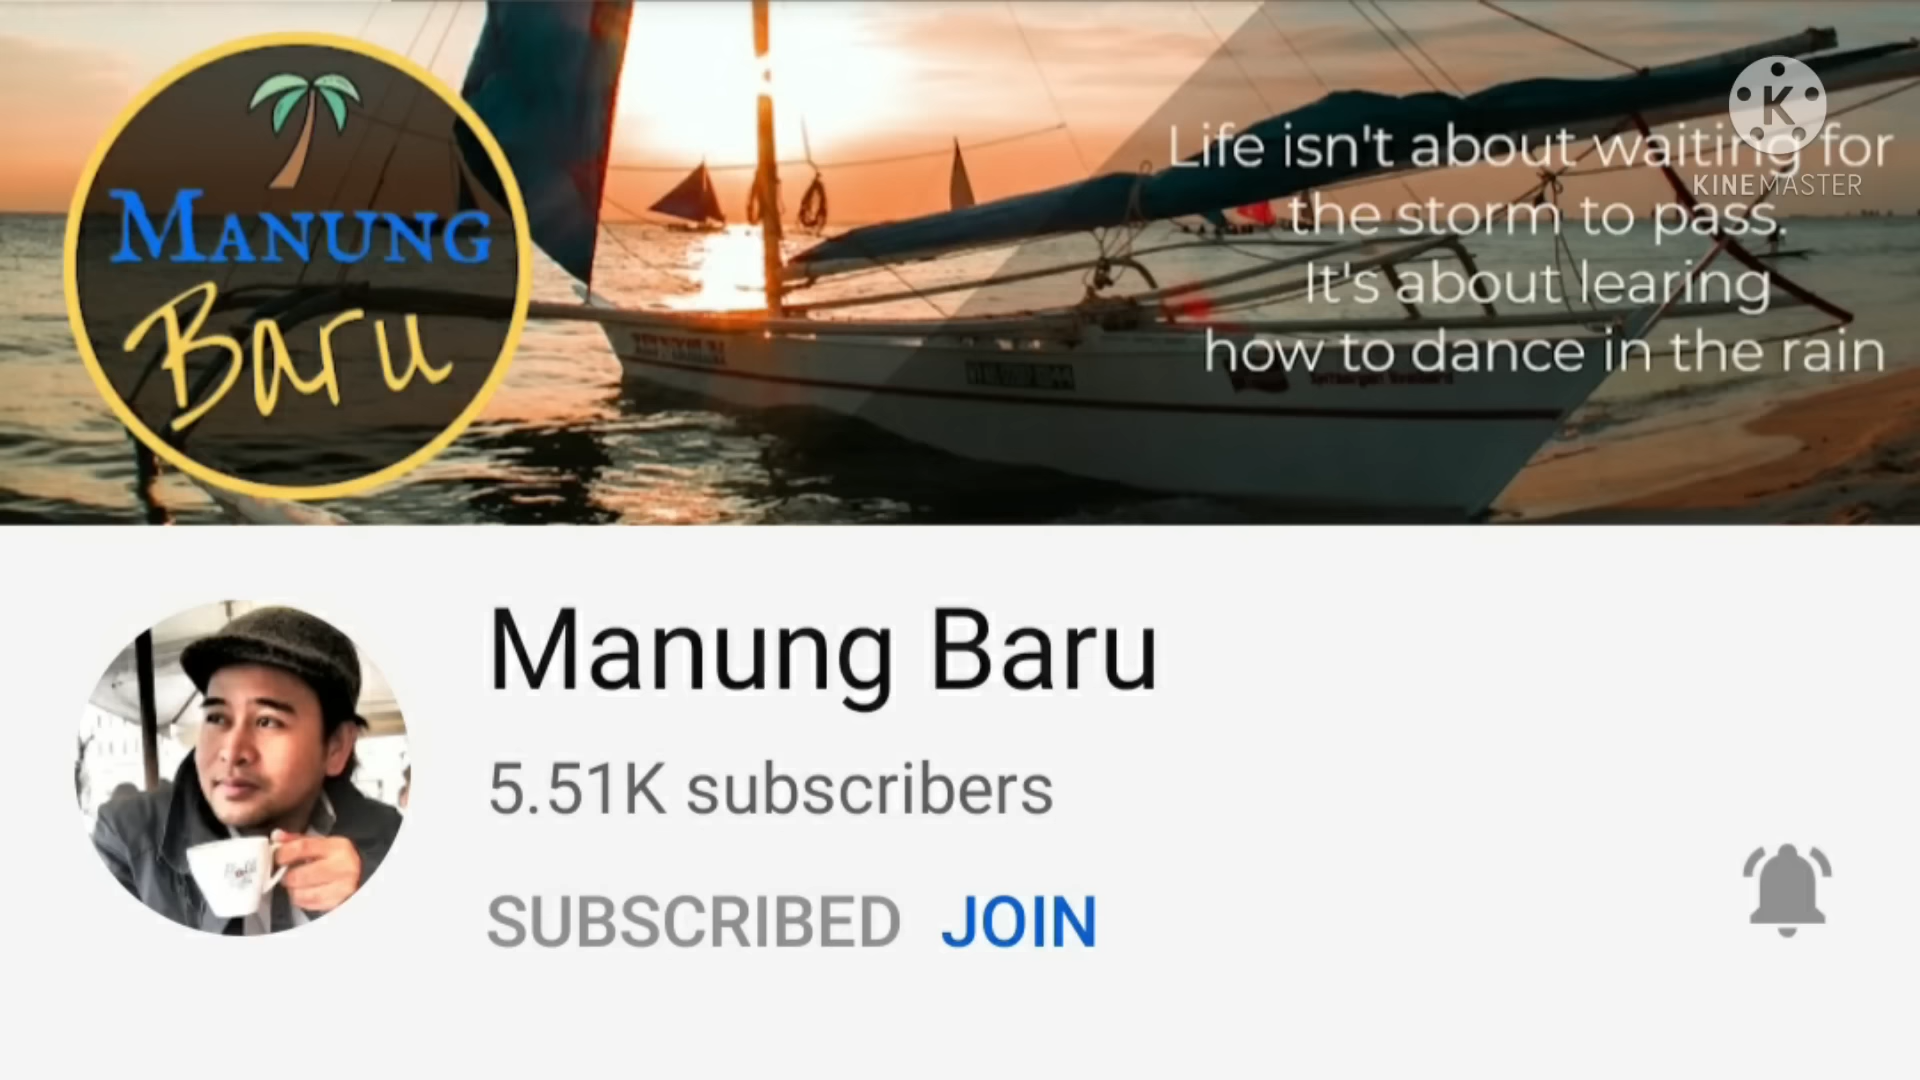 MANUNG
Baru
Life isn't about waiting for
the storm to pass.
It's about learing
how to dance in the rain
K
KINEMASTER
Manung Baru
5.51K subscribers
SUBSCRIBED JOIN